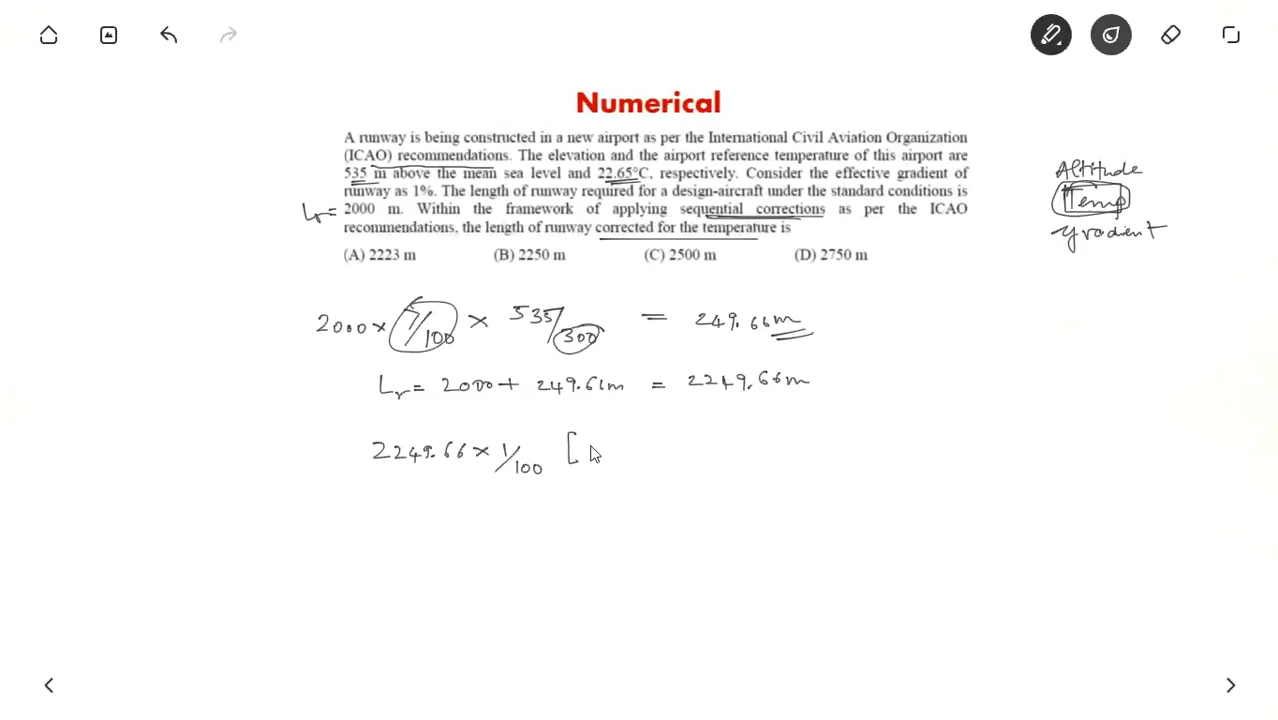 Numerical
A runway is being constructed in a new airport as per the International Civil Aviation Organization
(ICAO) recommendations. The elevation and the airport reference temperature of this airport are
535 m above the mean sea level and 22.65°C, respectively. Consider the effective gradient of
runway as 1%. The length of runway required for a design-aircraft under the standard conditions is
Lr= 2000 m. Within the framework of applying sequential corrections as per the ICAO
recommendations, the length of runway corrected for the temperature is
(A) 2223 m (B) 2250 m (C) 2500 m (D) 2750 m
Altitude
Temp
gradient
2000 × 7/100 × 535/300 = 249.66m
Lr = 2000 + 249.61m = 2249.66m
2249.66 × 1/100 [